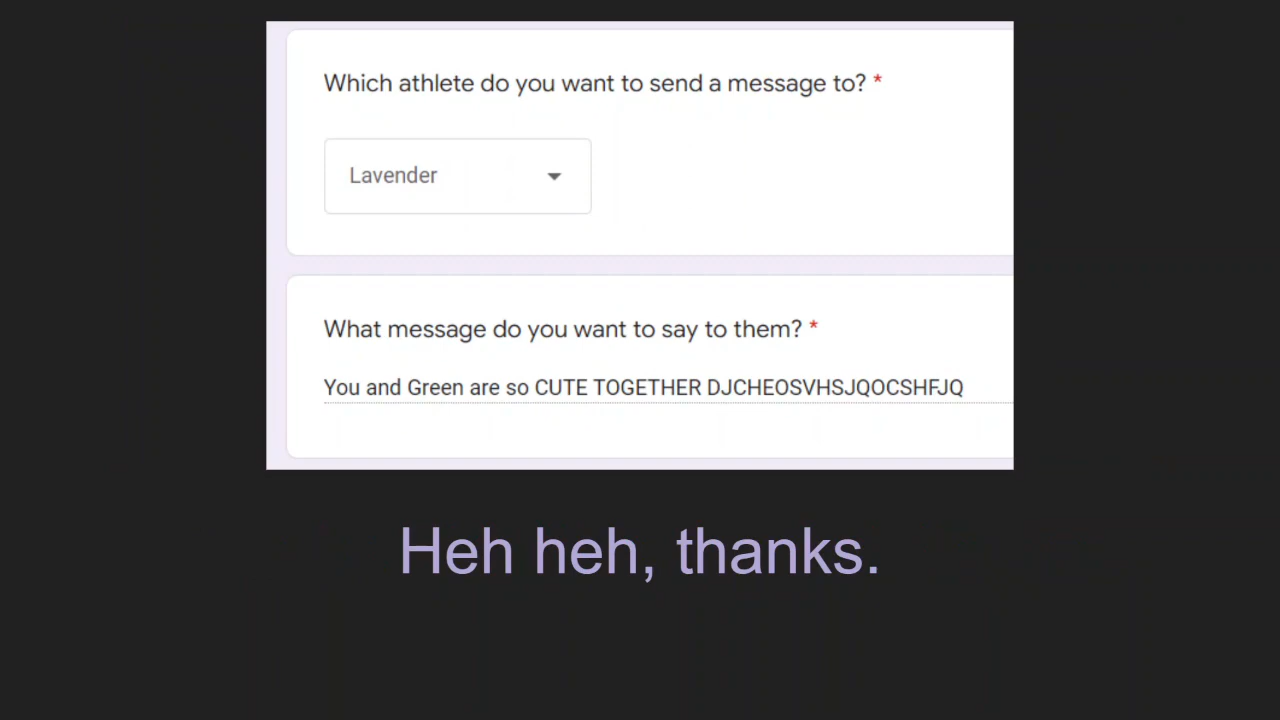 Which athlete do you want to send a message to? *
Lavender
What message do you want to say to them? *
You and Green are so CUTE TOGETHER DJCHEOSVHSJQOCSHFJQ
Heh heh, thanks.